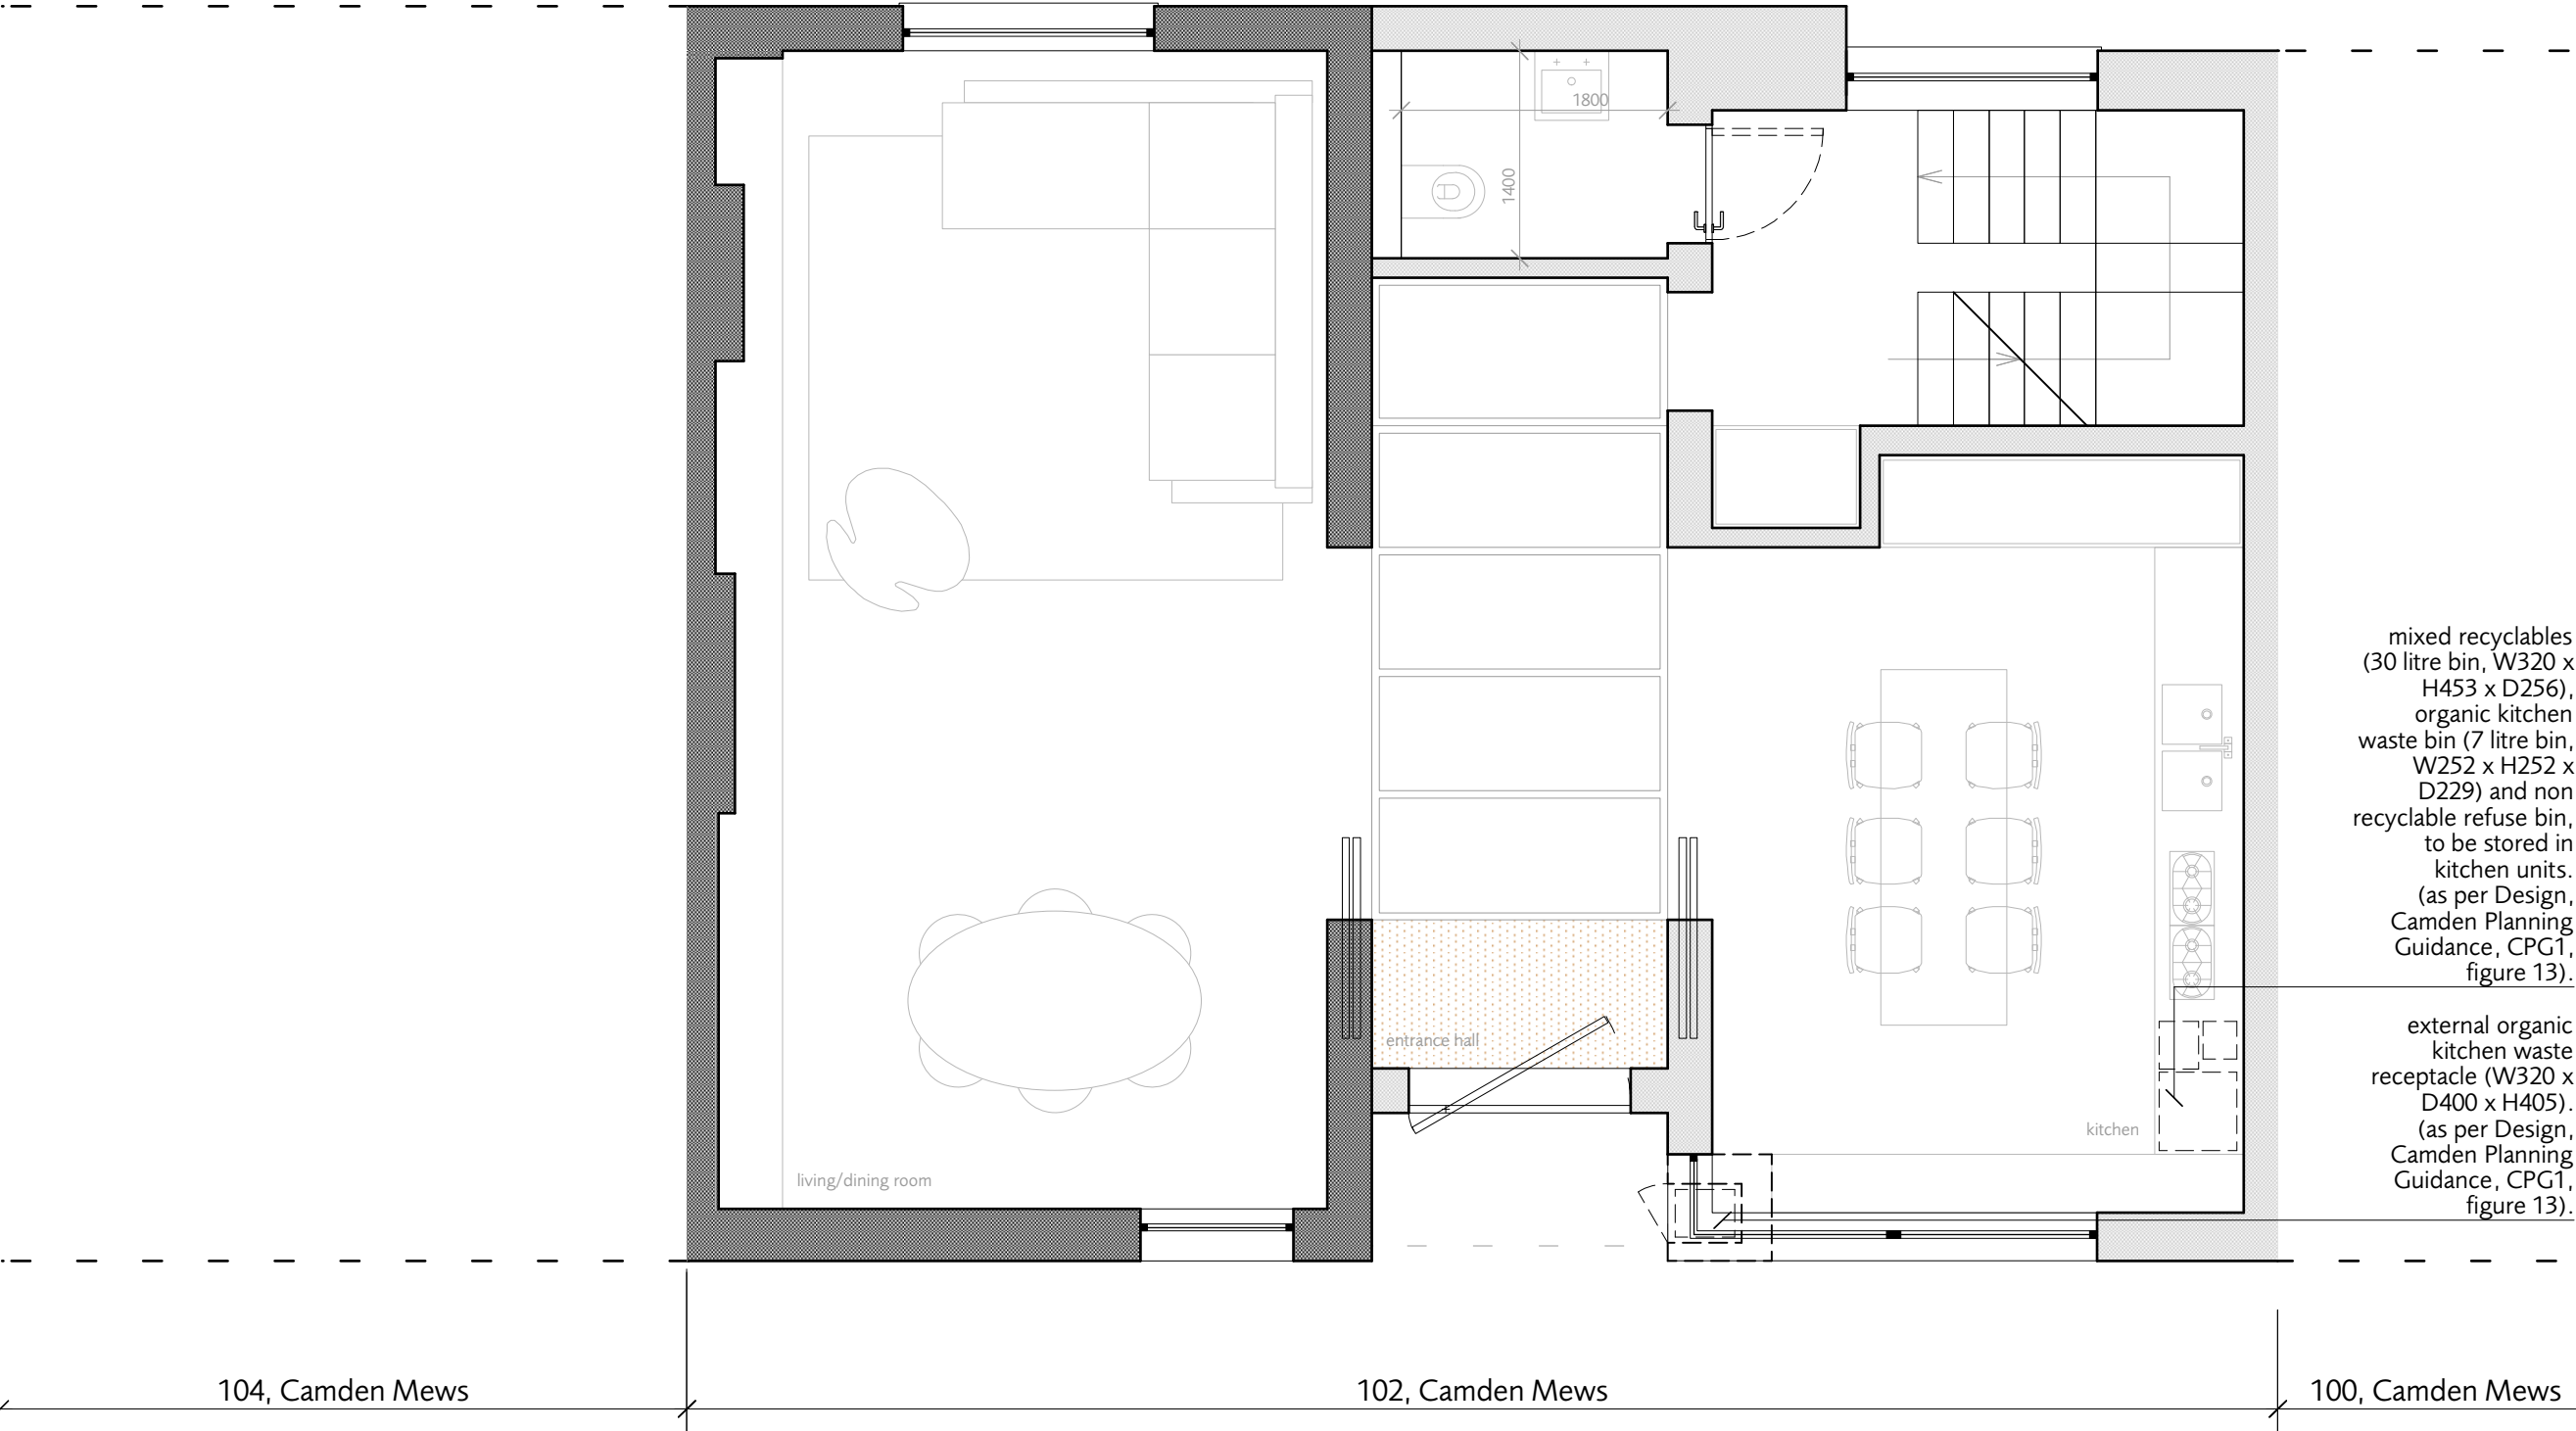 1800
1400
mixed recyclables
(30 litre bin, W320 x
H453 x D256),
organic kitchen
waste bin (7 litre bin,
W252 x H252 x
D229) and non
recyclable refuse bin,
to be stored in
kitchen units.
(as per Design,
Camden Planning
Guidance, CPG1,
figure 13).
external organic
kitchen waste
receptacle (W320 x
D400 x H405).
(as per Design,
Camden Planning
Guidance, CPG1,
figure 13).
entrance hall
kitchen
living/dining room
104, Camden Mews
102, Camden Mews
100, Camden Mews